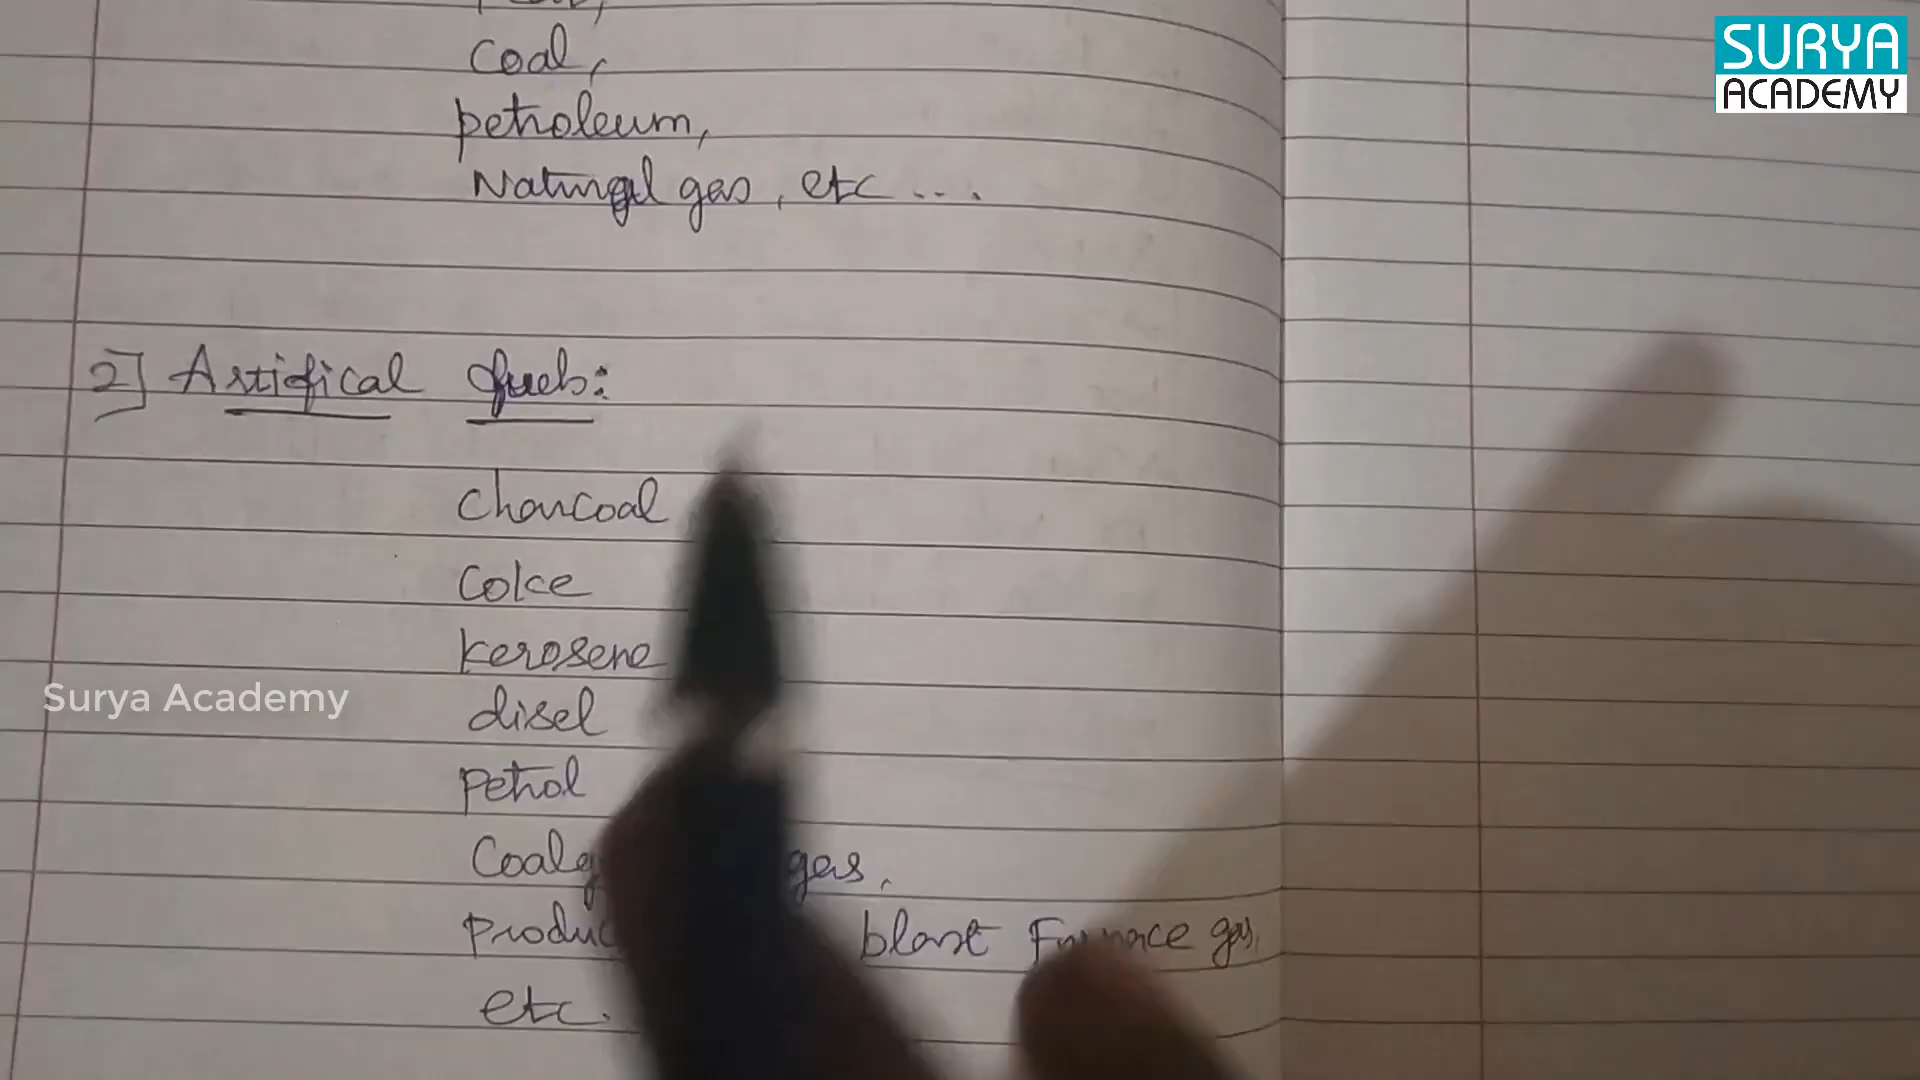 Coal,
petroleum,
Natural gas, etc ...
2] Artifical fuels:
charcoal
Coke
kerosene
disel
petrol
gas,
blast Furnace gas,
etc.
SURYA
ACADEMY
Surya Academy